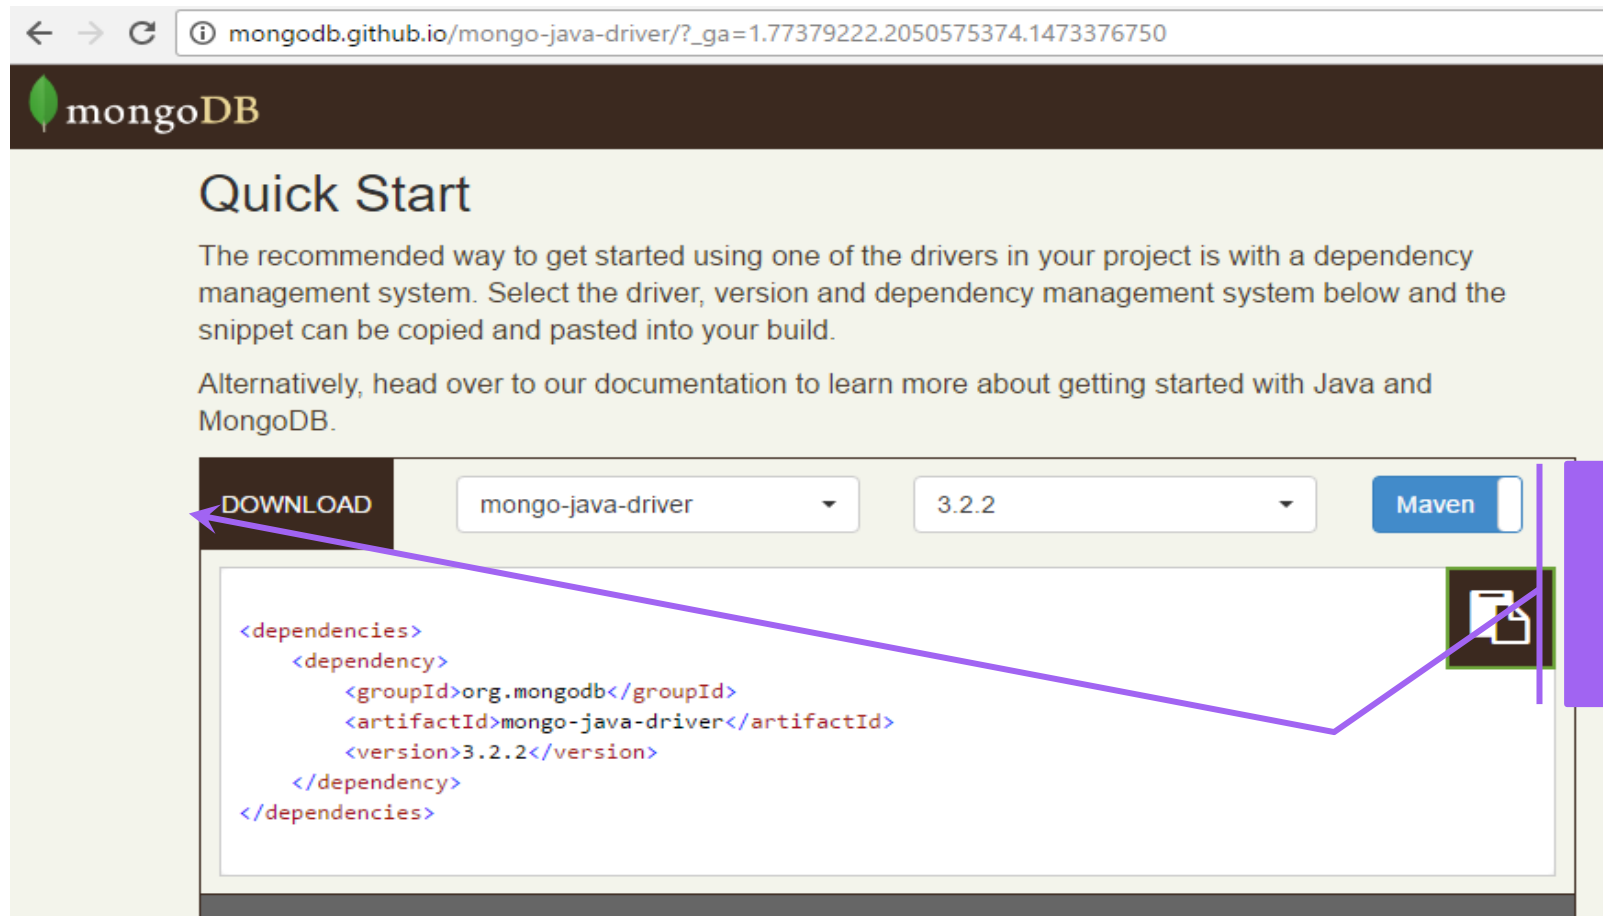 mongodb.github.io/mongo-java-driver/?_ga=1.77379222.2050575374.1473376750
mongoDB
Quick Start
The recommended way to get started using one of the drivers in your project is with a dependency
management system. Select the driver, version and dependency management system below and the
snippet can be copied and pasted into your build.
Alternatively, head over to our documentation to learn more about getting started with Java and
MongoDB.
DOWNLOAD mongo-java-driver 3.2.2 Maven
<dependencies>
    <dependency>
        <groupId>org.mongodb</groupId>
        <artifactId>mongo-java-driver</artifactId>
        <version>3.2.2</version>
    </dependency>
</dependencies>